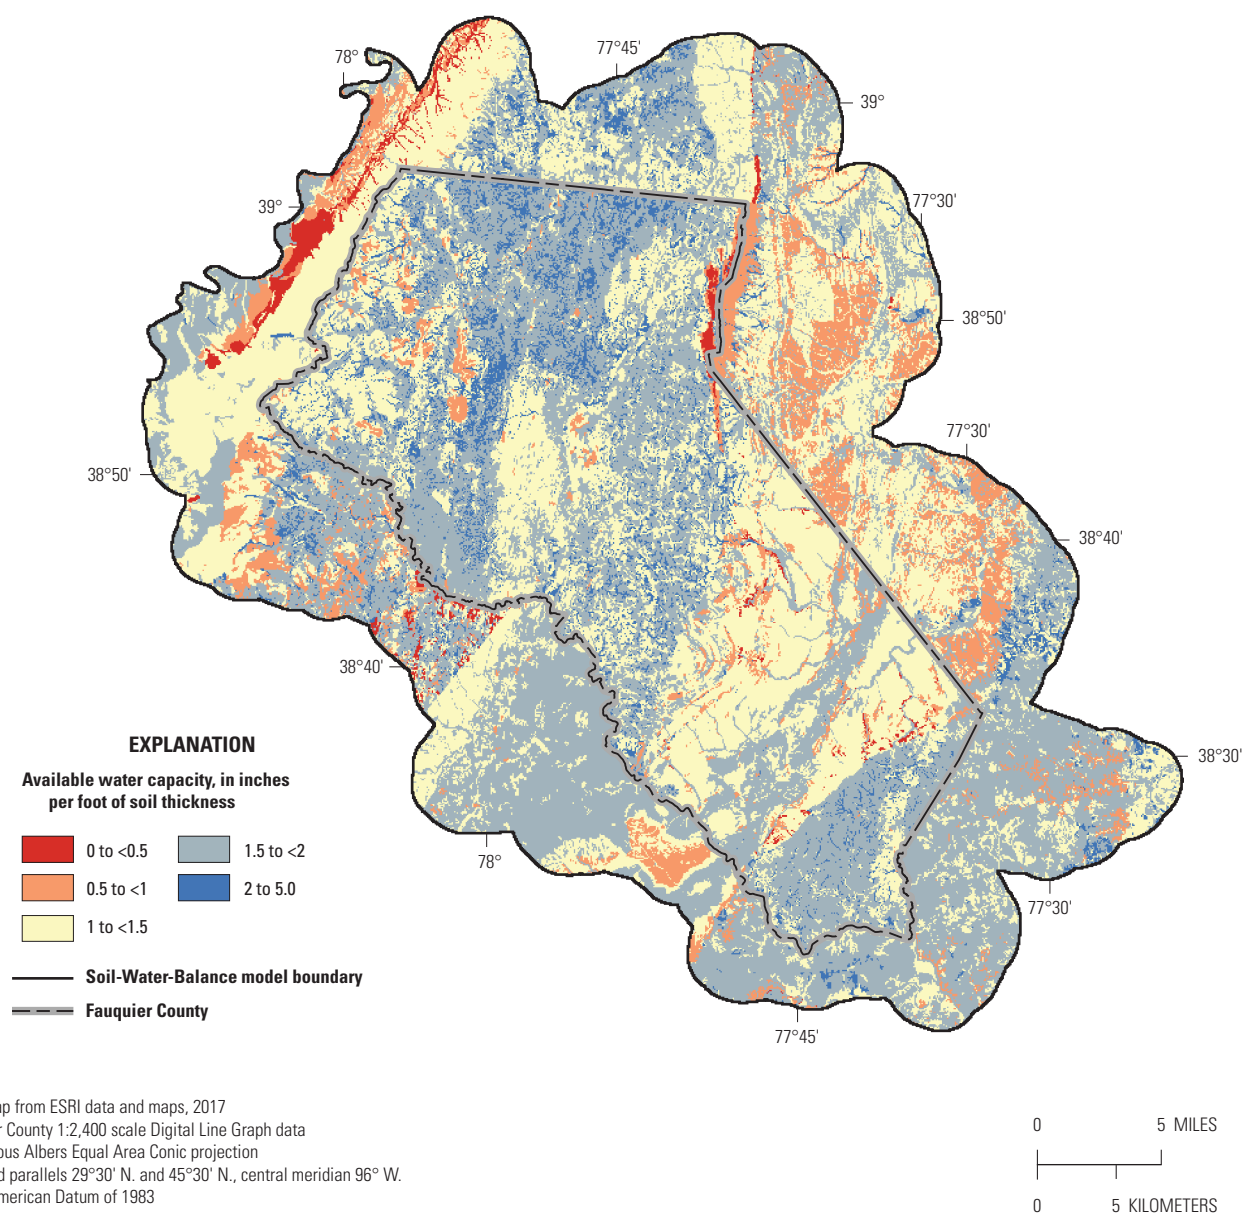 78°
77°45'
39°
77°30'
39°
38°50'
77°30'
38°50'
38°40'
38°40'
38°30'
78°
77°30'
77°45'
EXPLANATION
Available water capacity, in inches
per foot of soil thickness
0 to <0.5
1.5 to <2
0.5 to <1
2 to 5.0
1 to <1.5
Soil-Water-Balance model boundary
Fauquier County
from ESRI data and maps, 2017
County 1:2,400 scale Digital Line Graph data
Albers Equal Area Conic projection
parallels 29°30' N. and 45°30' N., central meridian 96° W.
Datum of 1983
0 5 MILES
0 5 KILOMETERS